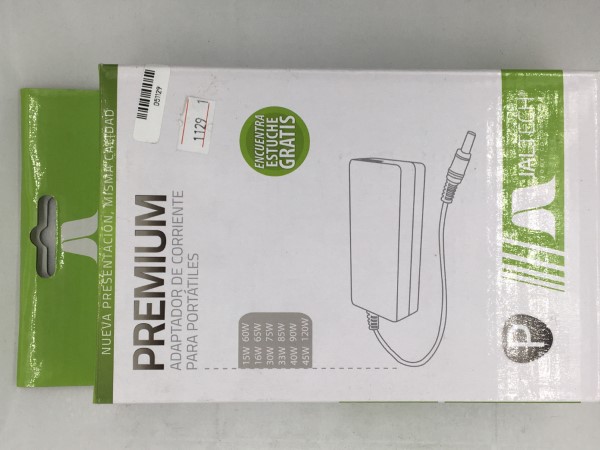 NUEVA PRESENTACIÓN, MISMA CALIDAD
PREMIUM
ADAPTADOR DE CORRIENTE
PARA PORTÁTILES
051129
1129 1
15W 60W
16W 65W
30W 75W
33W 85W
40W 90W
45W 120W
ENCUENTRA
ESTUCHE
GRATIS
P
JALTECH